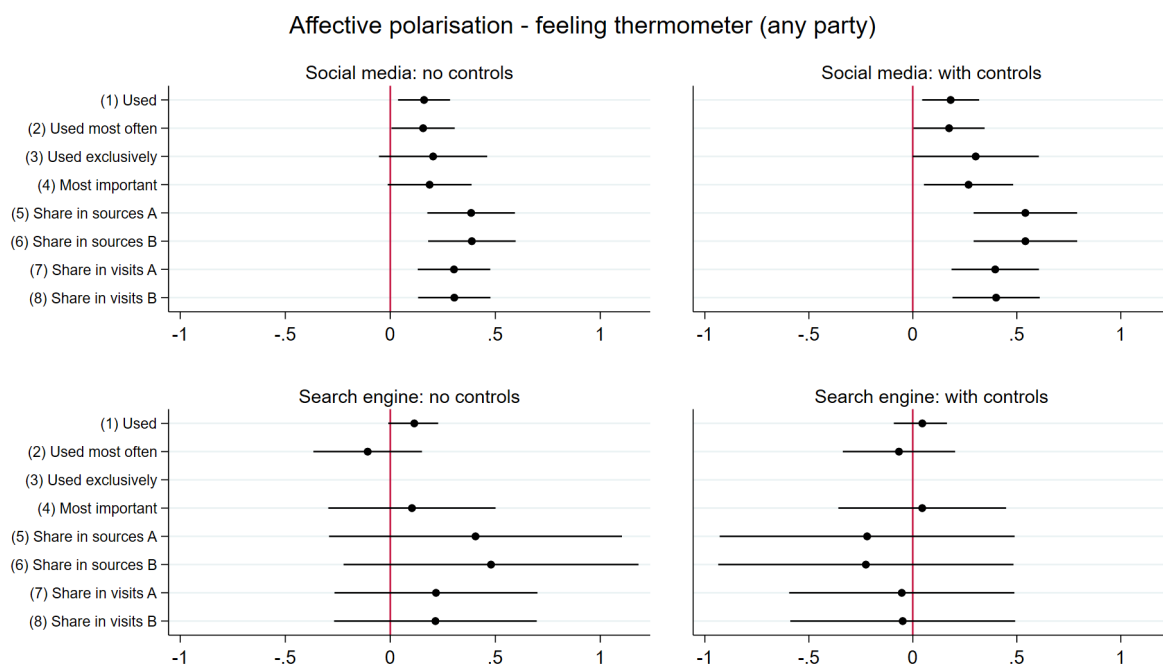 Affective polarisation - feeling thermometer (any party)
Social media: no controls
(1) Used
(2) Used most often
(3) Used exclusively
(4) Most important
(5) Share in sources A
(6) Share in sources B
(7) Share in visits A
(8) Share in visits B
-1 -.5 0 .5 1
Social media: with controls
-1 -.5 0 .5 1
Search engine: no controls
(1) Used
(2) Used most often
(3) Used exclusively
(4) Most important
(5) Share in sources A
(6) Share in sources B
(7) Share in visits A
(8) Share in visits B
-1 -.5 0 .5 1
Search engine: with controls
-1 -.5 0 .5 1